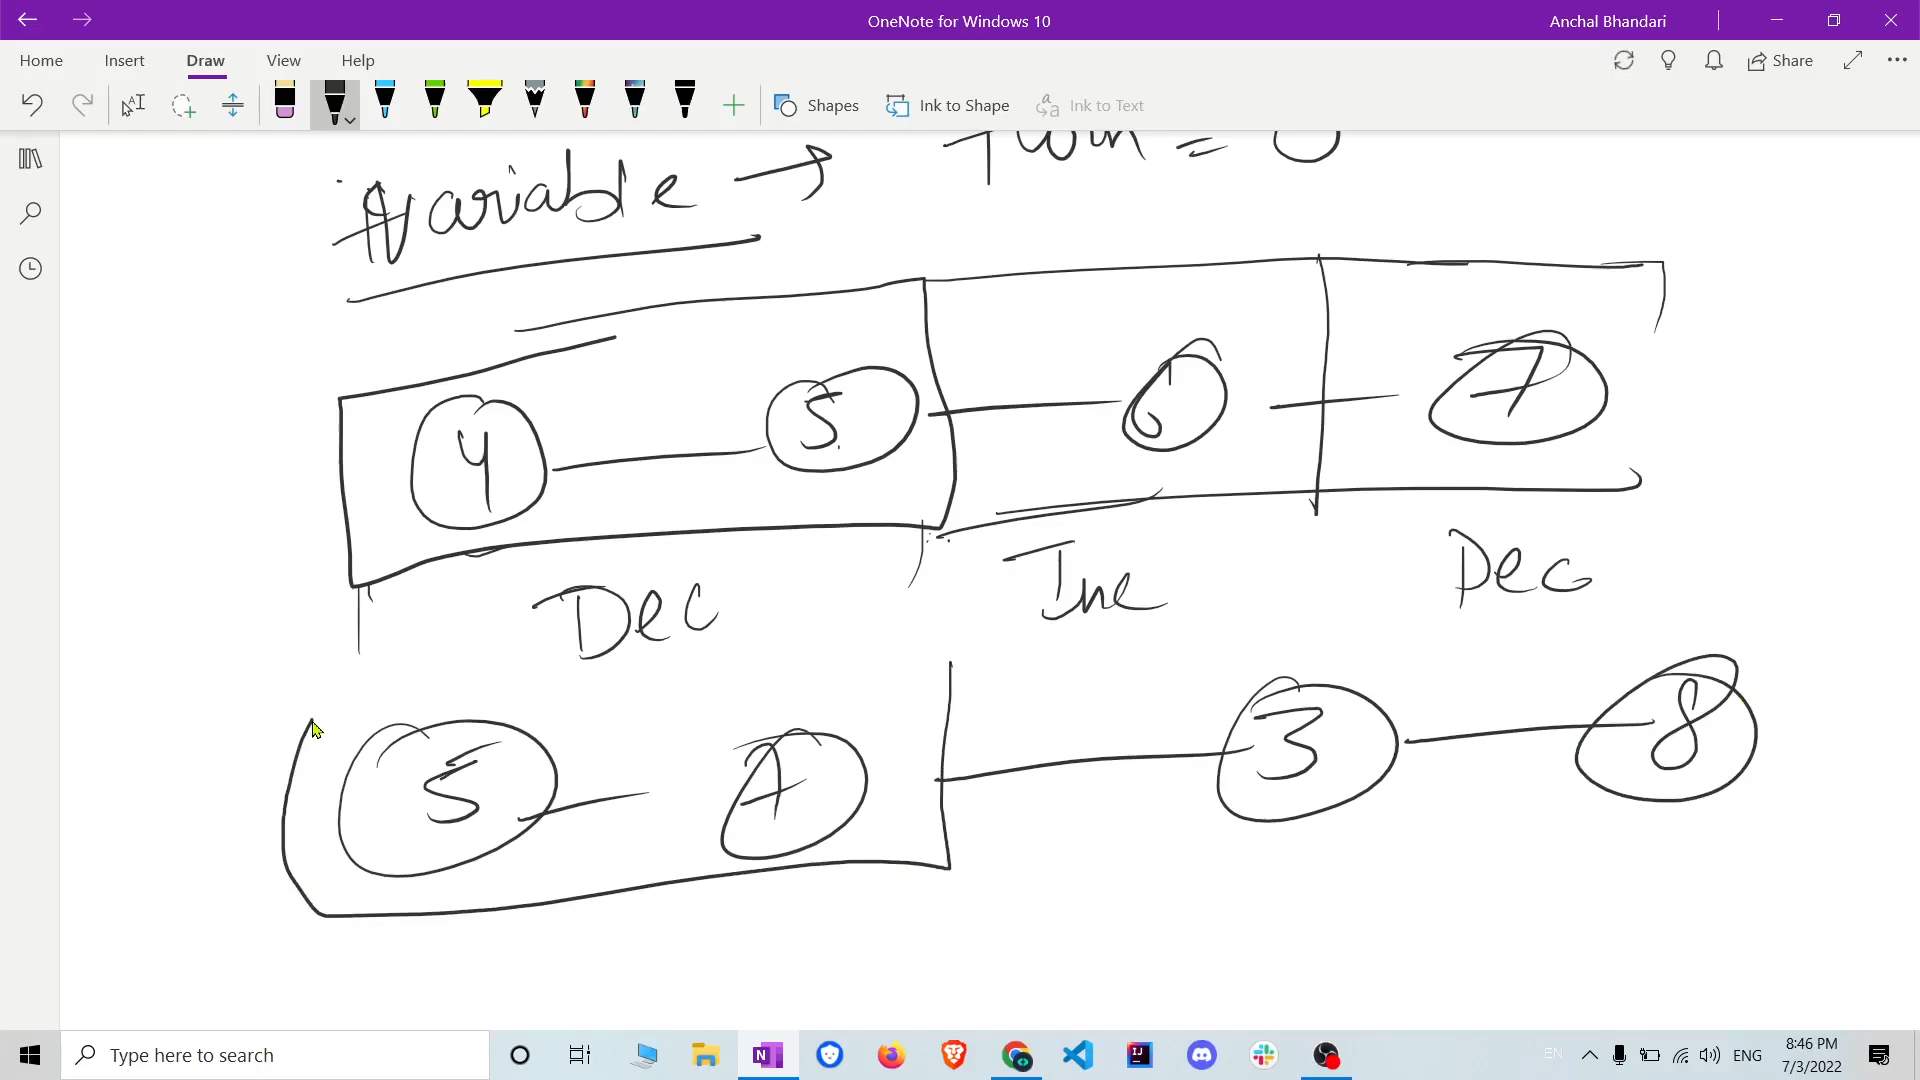 OneNote for Windows 10
Anchal Bhandari
Home Insert Draw View Help
Share
Shapes Ink to Shape Ink to Text
variable → = 0
4 5 6 7
Dec Inc Dec
5 7 3 8
Type here to search
EN ENG
8:46 PM
7/3/2022